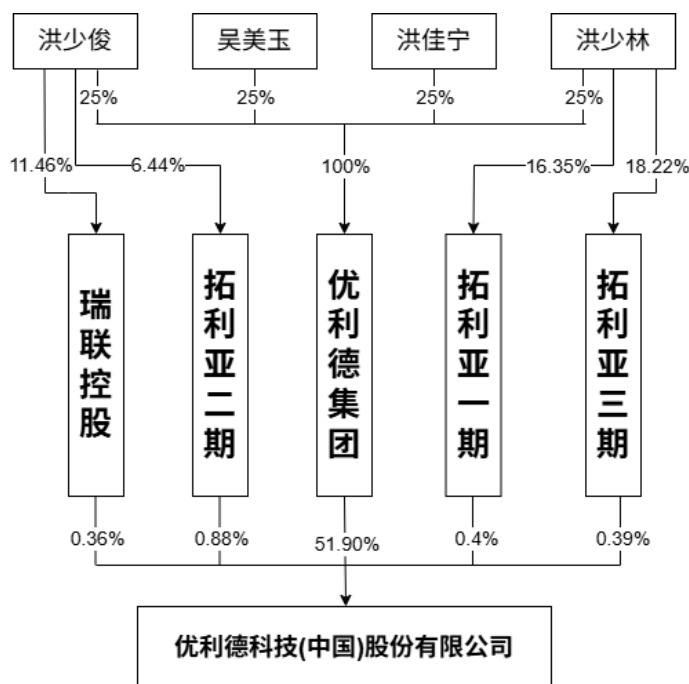 洪少俊
吴美玉
洪佳宁
洪少林
25%
25%
25%
25%
11.46%
6.44%
100%
16.35%
18.22%
瑞联控股
拓利亚二期
优利德集团
拓利亚一期
拓利亚三期
0.36%
0.88%
51.90%
0.4%
0.39%
优利德科技(中国)股份有限公司